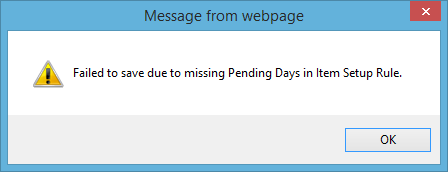 Message from webpage
Failed to save due to missing Pending Days in Item Setup Rule.
OK